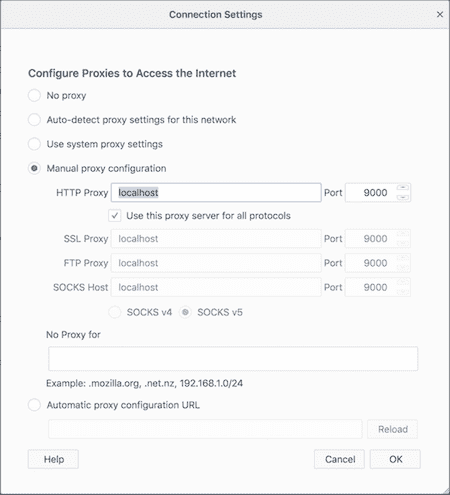 Connection Settings
Configure Proxies to Access the Internet
No proxy
Auto-detect proxy settings for this network
Use system proxy settings
Manual proxy configuration
HTTP Proxy localhost Port 9000
Use this proxy server for all protocols
SSL Proxy localhost Port 9000
FTP Proxy localhost Port 9000
SOCKS Host localhost Port 9000
SOCKS v4 SOCKS v5
No Proxy for
Example: .mozilla.org, .net.nz, 192.168.1.0/24
Automatic proxy configuration URL
Reload
Help Cancel OK